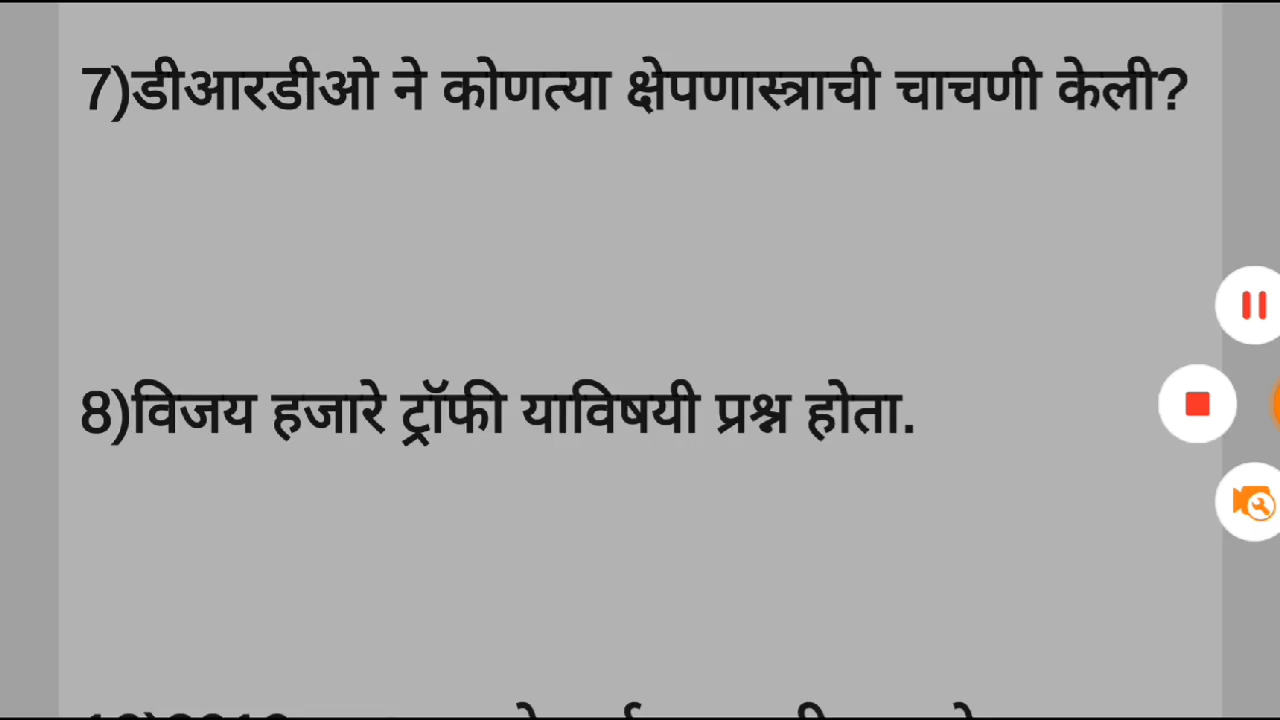 7)डीआरडीओ ने कोणत्या क्षेपणास्त्राची चाचणी केली?
8)विजय हजारे ट्रॉफी याविषयी प्रश्न होता.